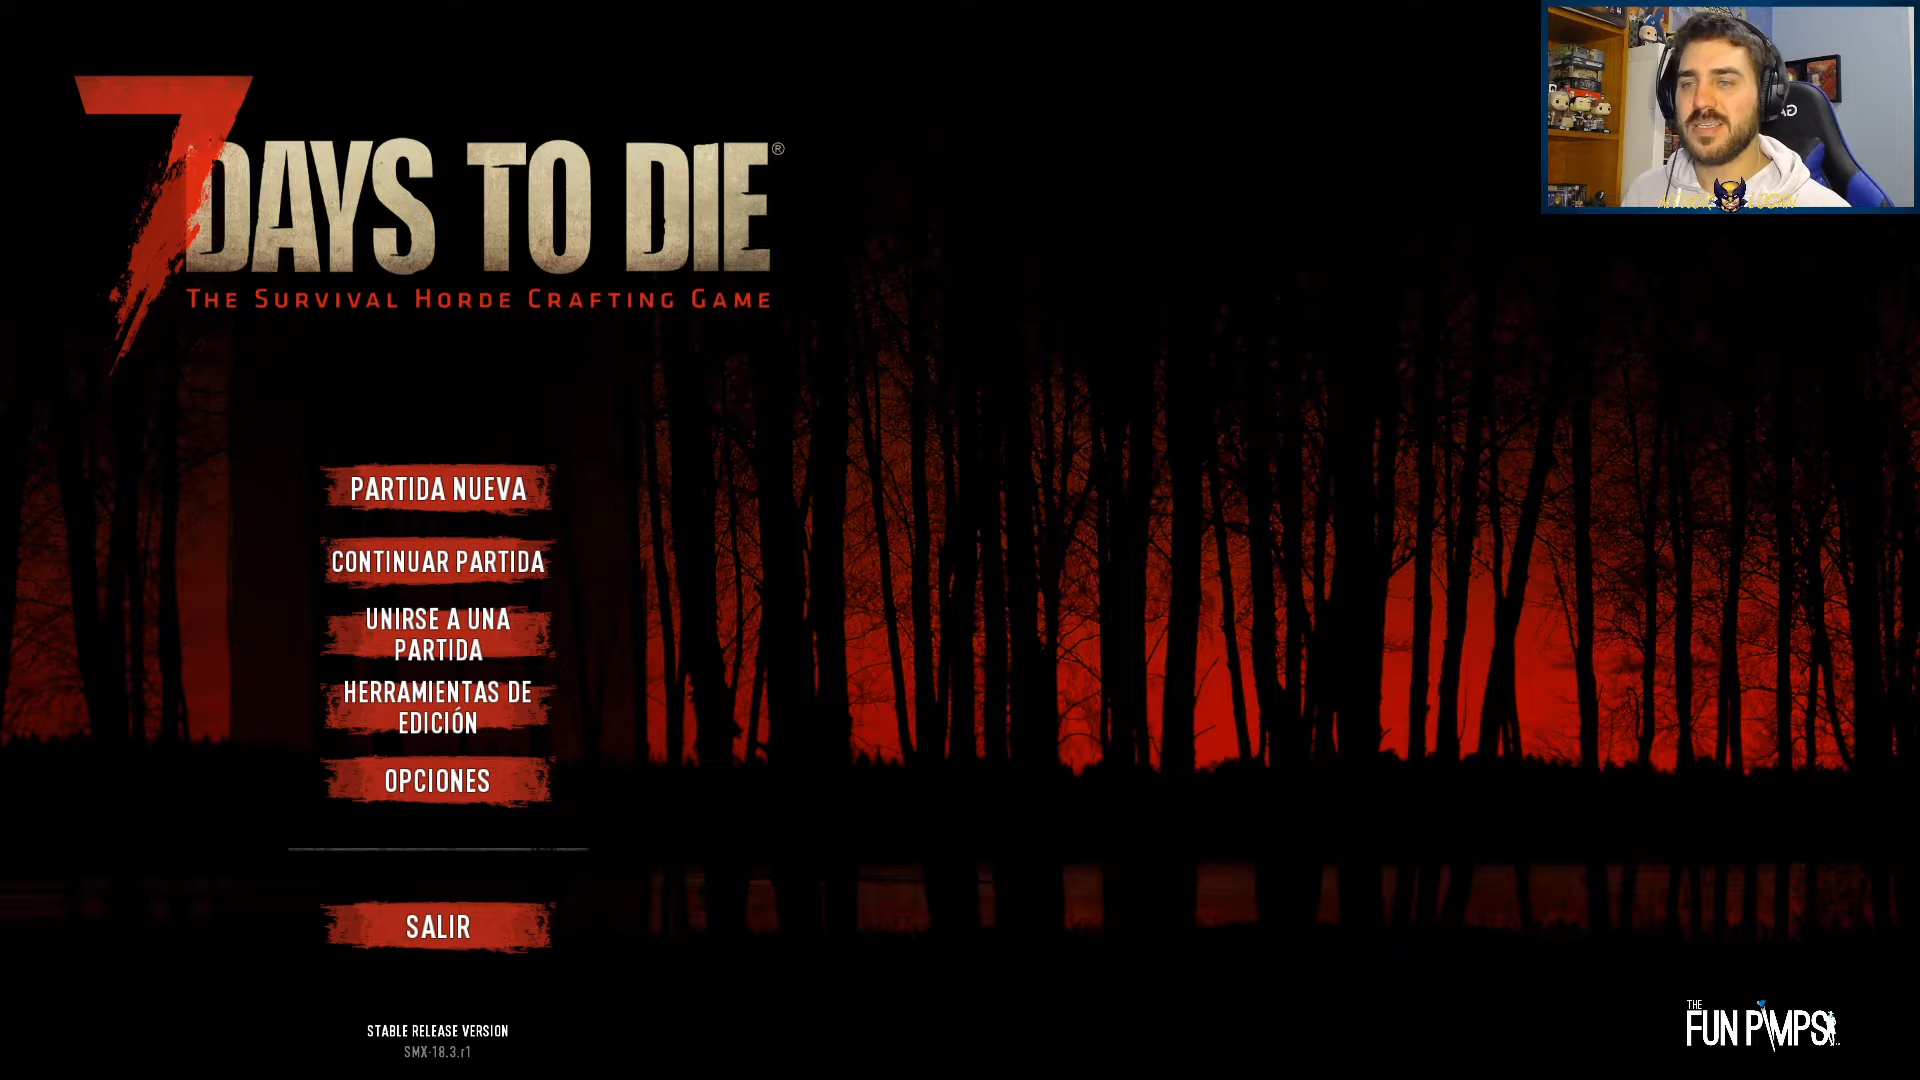 7 DAYS TO DIE®
THE SURVIVAL HORDE CRAFTING GAME
PARTIDA NUEVA
CONTINUAR PARTIDA
UNIRSE A UNA
PARTIDA
HERRAMIENTAS DE
EDICIÓN
OPCIONES
SALIR
STABLE RELEASE VERSION
SMX-18.3.r1
LOGAN
THE
FUN PIMPS